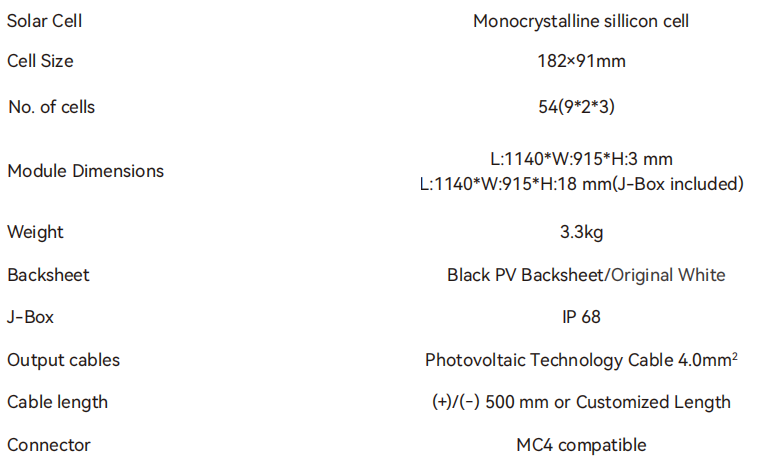 Solar Cell Monocrystalline sillicon cell
Cell Size 182×91mm
No. of cells 54(9*2*3)
Module Dimensions L:1140*W:915*H:3 mm
L:1140*W:915*H:18 mm(J-Box included)
Weight 3.3kg
Backsheet Black PV Backsheet/Original White
J-Box IP 68
Output cables Photovoltaic Technology Cable 4.0mm²
Cable length (+)/(-) 500 mm or Customized Length
Connector MC4 compatible